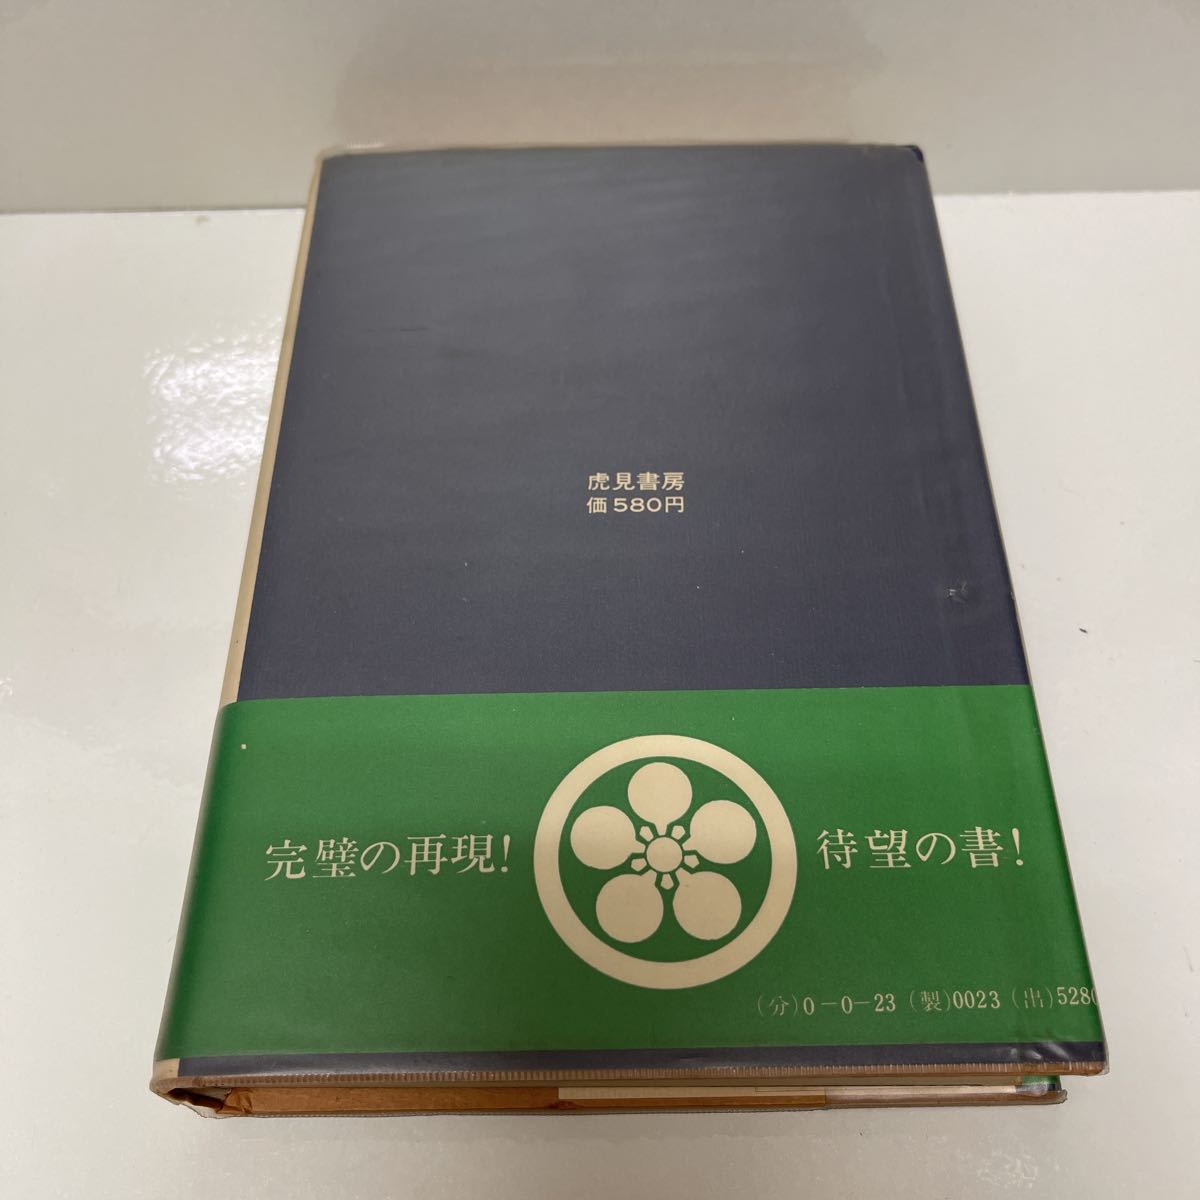 虎見書房
価580円
完璧の再現!
待望の書!
(分)0-0-23(製)0023(出)5280